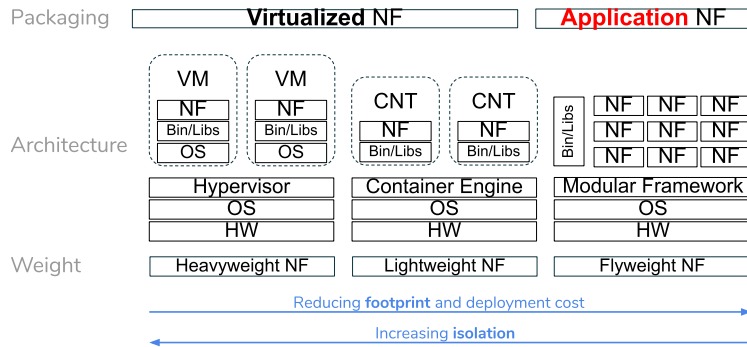 Packaging
Virtualized NF
Application NF
Architecture
VM
NF
Bin/Libs
OS
VM
NF
Bin/Libs
OS
Hypervisor
OS
HW
CNT
NF
Bin/Libs
CNT
NF
Bin/Libs
Container Engine
OS
HW
Bin/Libs
NF NF NF
NF NF NF
NF NF NF
Modular Framework
OS
HW
Weight
Heavyweight NF
Lightweight NF
Flyweight NF
Reducing footprint and deployment cost
Increasing isolation